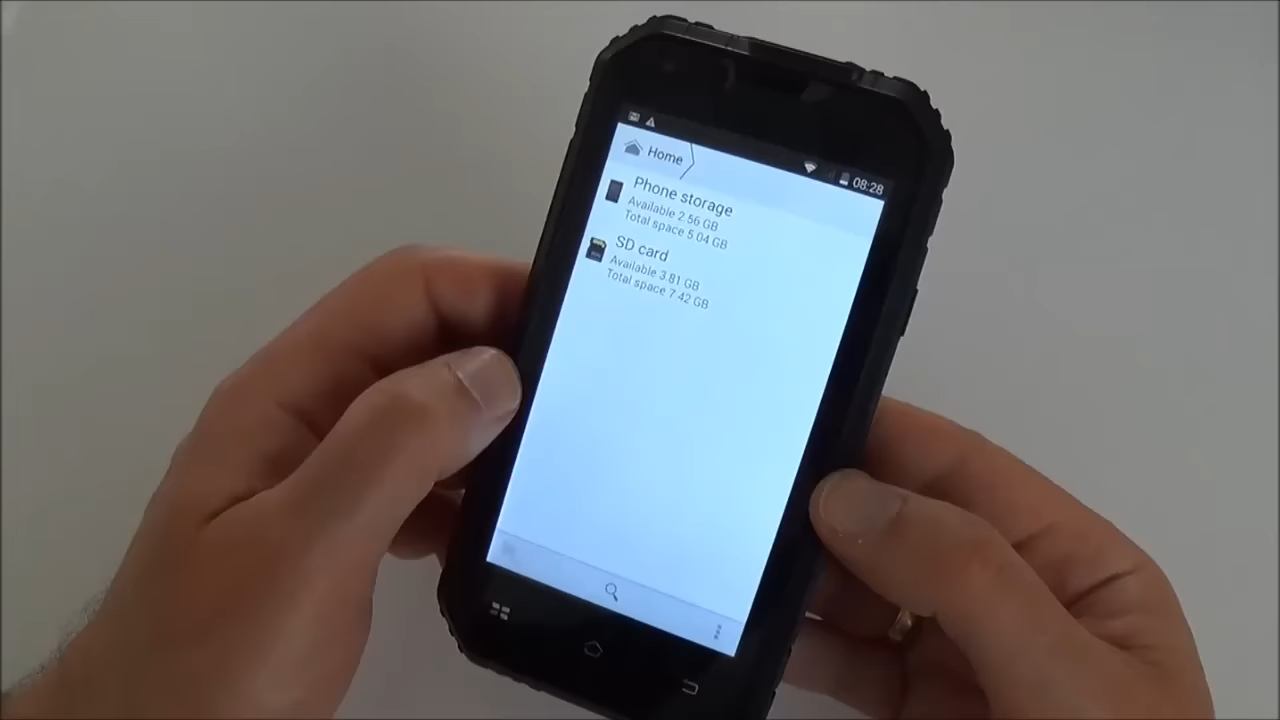 08:28
Home
Phone storage
Available 2.56 GB
Total space 5.04 GB
SD card
Available 3.81 GB
Total space 7.42 GB